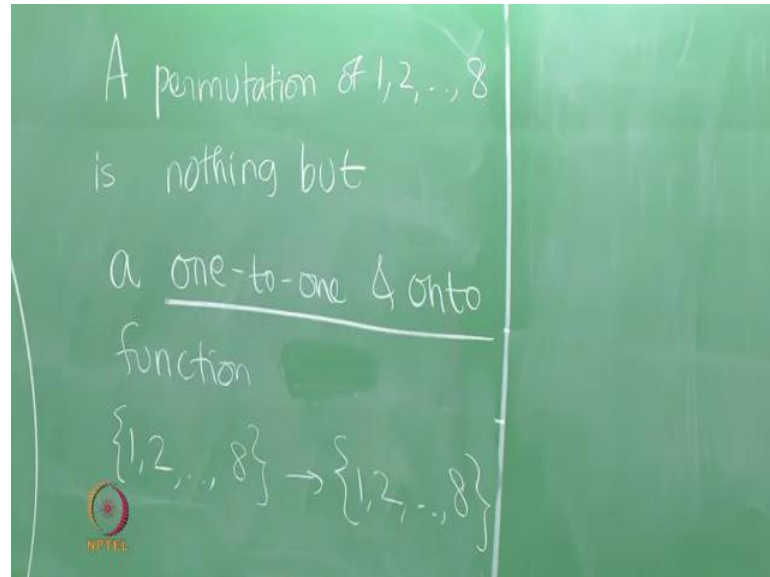 A permutation of 1, 2, .., 8
is nothing but
a one-to-one & onto
function
{1, 2, .., 8} → {1, 2, .., 8}
NPTEL